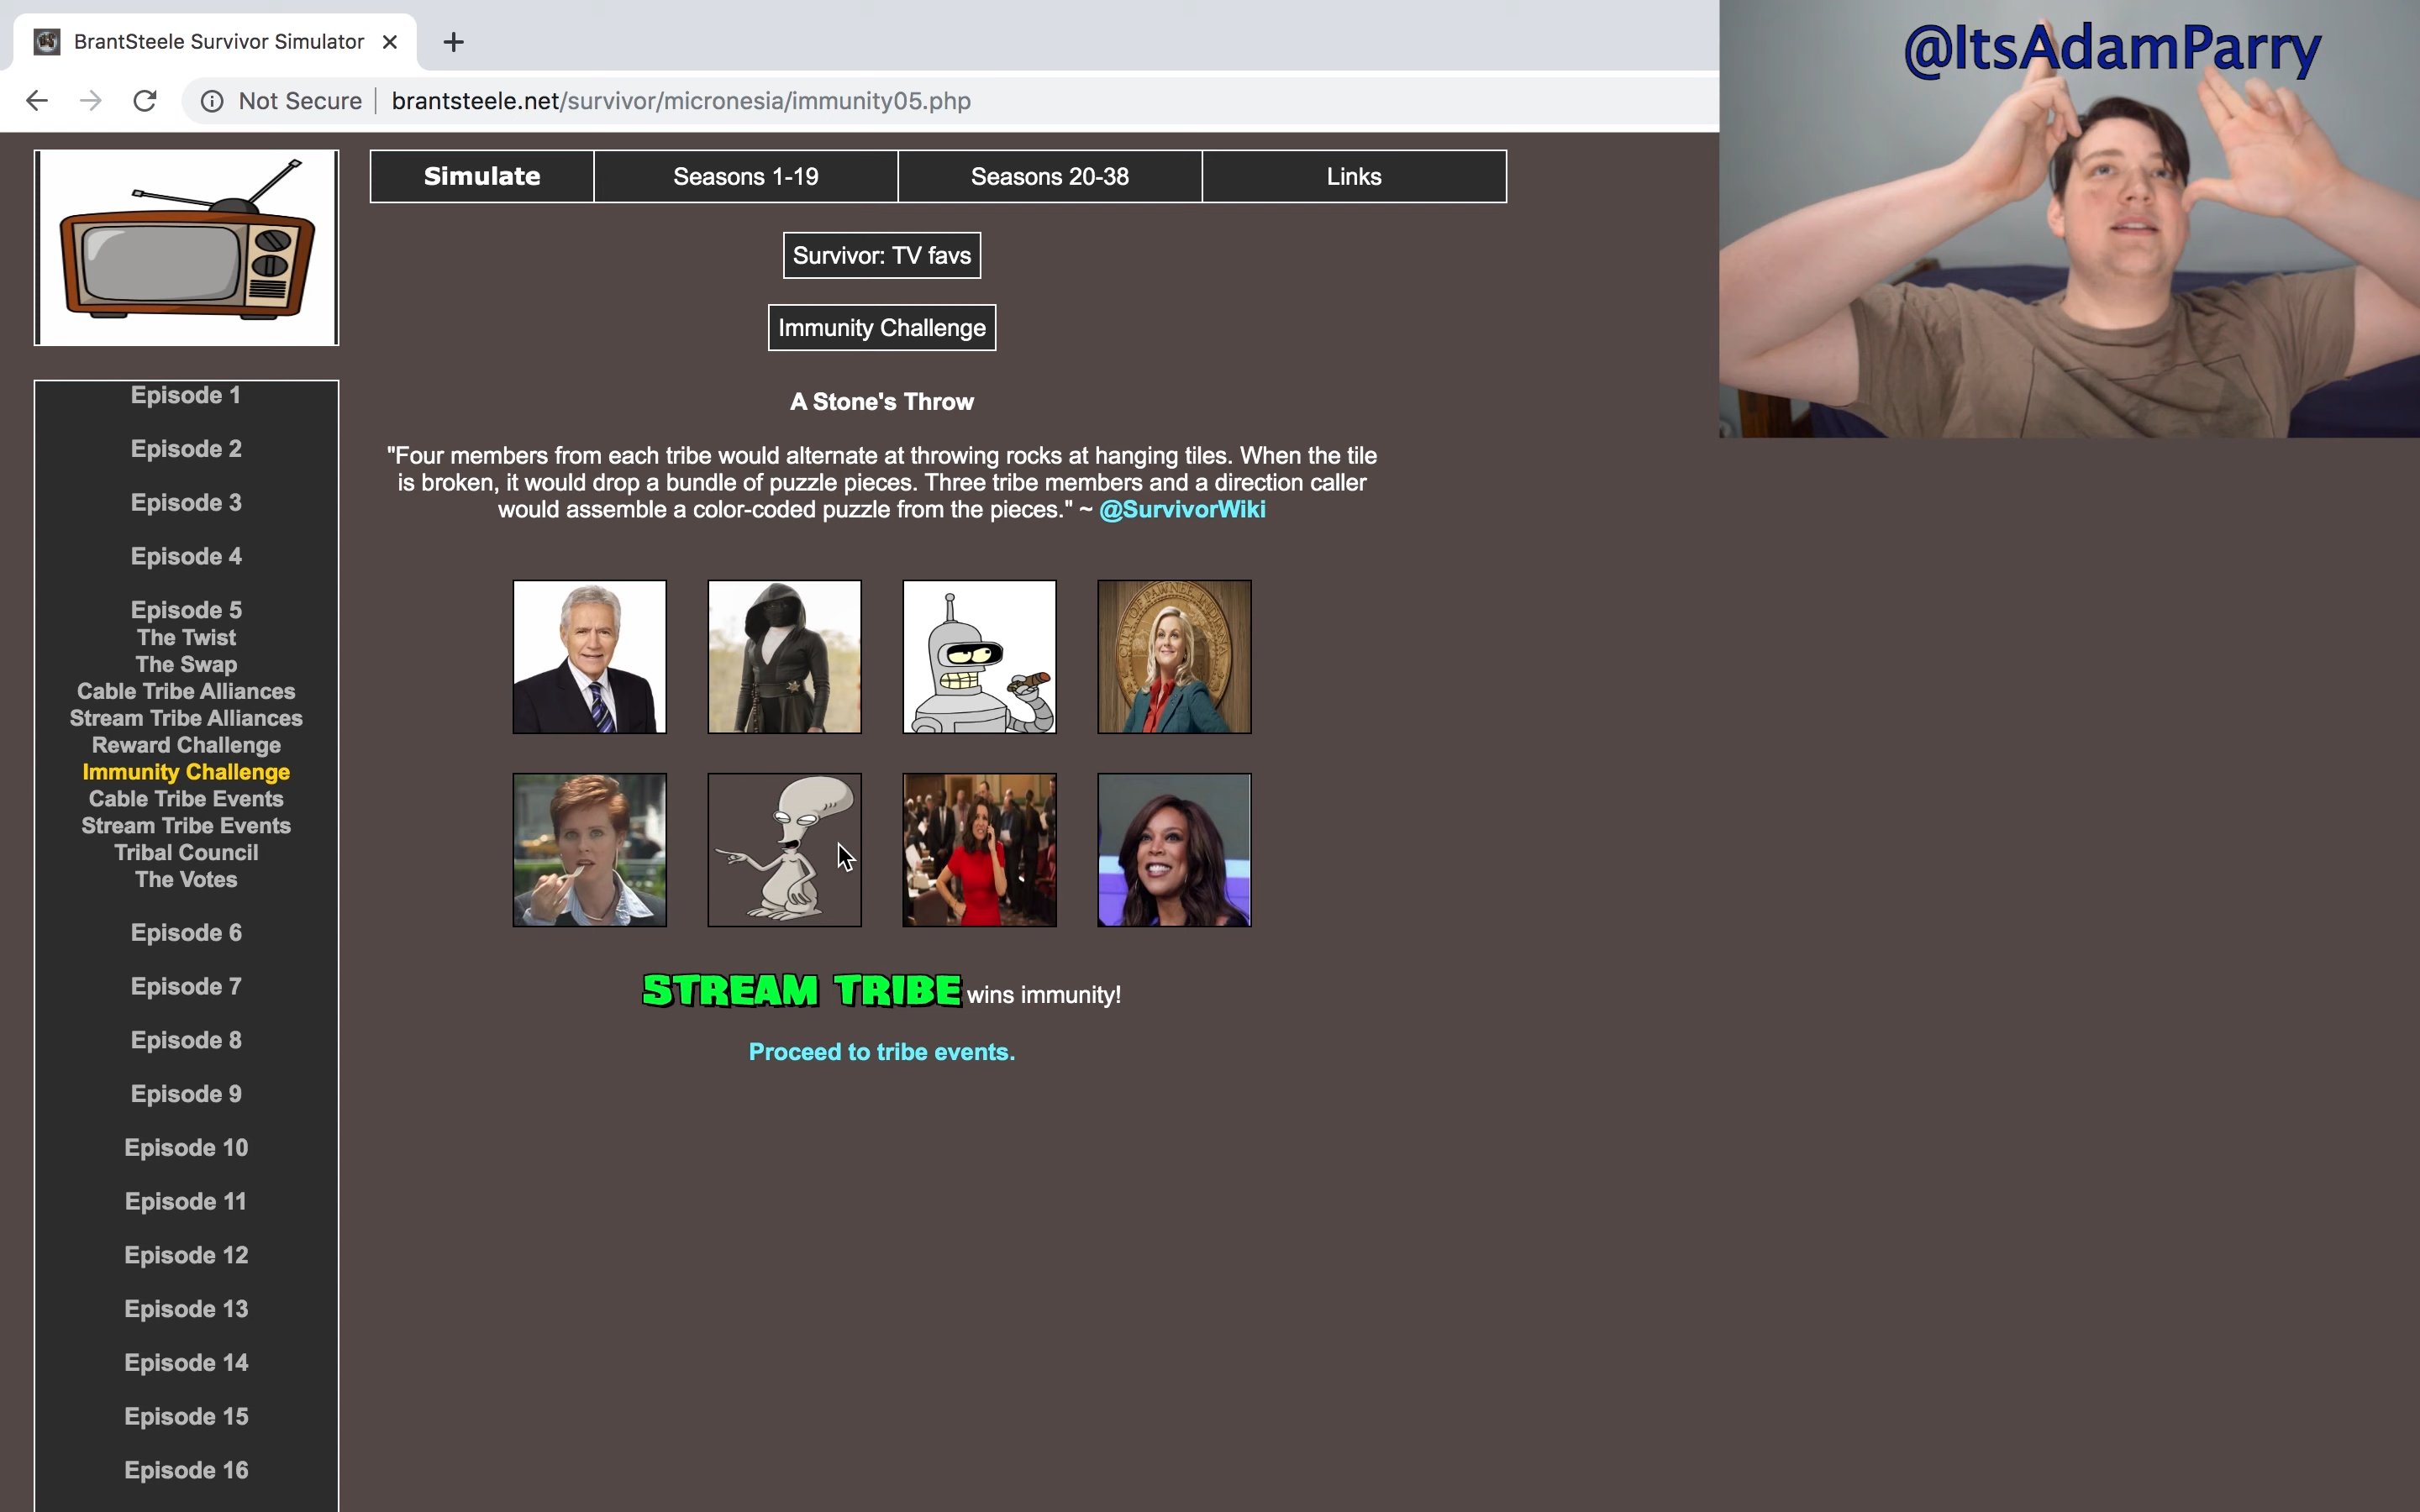 BrantSteele Survivor Simulator
Not Secure
brantsteele.net/survivor/micronesia/immunity05.php
@ItsAdamParry
Simulate
Seasons 1-19
Seasons 20-38
Links
Survivor: TV favs
Immunity Challenge
A Stone's Throw
"Four members from each tribe would alternate at throwing rocks at hanging tiles. When the tile
is broken, it would drop a bundle of puzzle pieces. Three tribe members and a direction caller
would assemble a color-coded puzzle from the pieces." ~ @SurvivorWiki
STREAM TRIBE wins immunity!
Proceed to tribe events.
Episode 1
Episode 2
Episode 3
Episode 4
Episode 5
The Twist
The Swap
Cable Tribe Alliances
Stream Tribe Alliances
Reward Challenge
Immunity Challenge
Cable Tribe Events
Stream Tribe Events
Tribal Council
The Votes
Episode 6
Episode 7
Episode 8
Episode 9
Episode 10
Episode 11
Episode 12
Episode 13
Episode 14
Episode 15
Episode 16